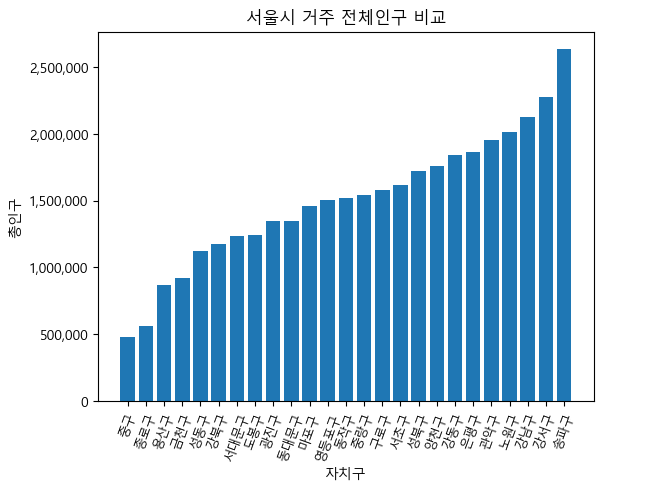 서울시 거주 전체인구 비교
총인구
2,500,000
2,000,000
1,500,000
1,000,000
500,000
0
중구
종로구
용산구
금천구
성동구
강북구
서대문구
도봉구
광진구
동대문구
마포구
영등포구
동작구
중랑구
구로구
서초구
성북구
양천구
강동구
은평구
관악구
노원구
강남구
강서구
송파구
자치구